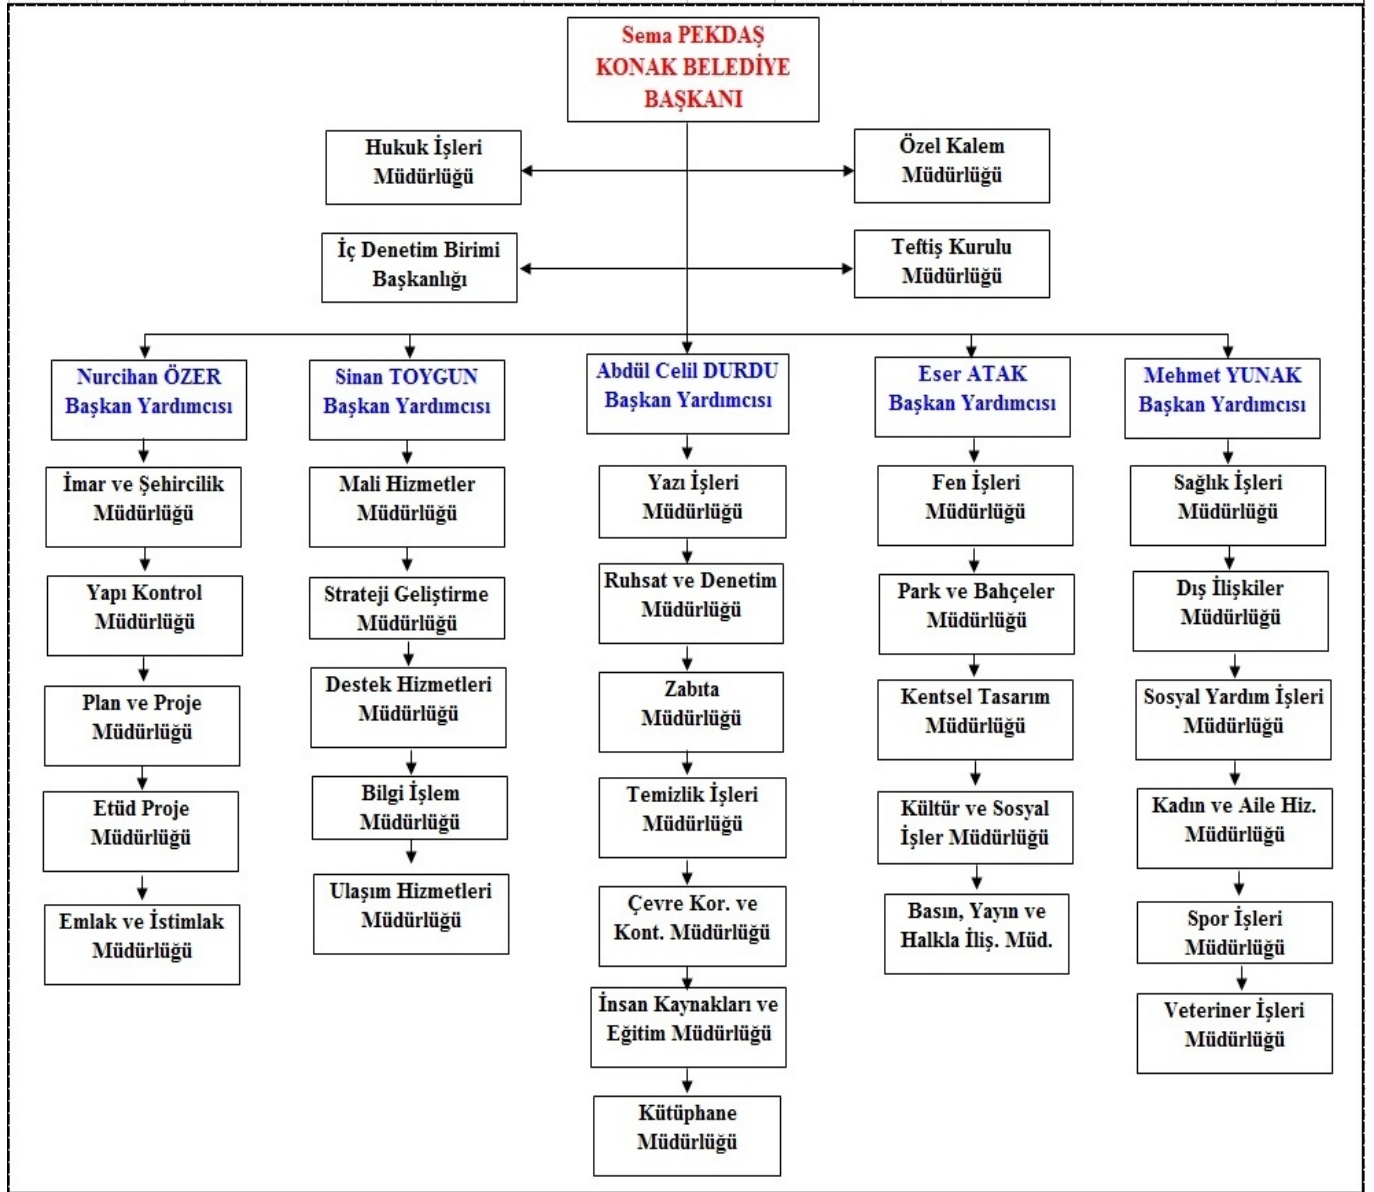 Sema PEKDAŞ
KONAK BELEDİYE
BAŞKANI
Hukuk İşleri
Müdürlüğü
Özel Kalem
Müdürlüğü
İç Denetim Birimi
Başkanlığı
Teftiş Kurulu
Müdürlüğü
Nurcihan ÖZER
Başkan Yardımcısı
İmar ve Şehircilik
Müdürlüğü
Yapı Kontrol
Müdürlüğü
Plan ve Proje
Müdürlüğü
Etüd Proje
Müdürlüğü
Emlak ve İstimlak
Müdürlüğü
Sinan TOYGUN
Başkan Yardımcısı
Mali Hizmetler
Müdürlüğü
Strateji Geliştirme
Müdürlüğü
Destek Hizmetleri
Müdürlüğü
Bilgi İşlem
Müdürlüğü
Ulaşım Hizmetleri
Müdürlüğü
Abdül Celil DURDU
Başkan Yardımcısı
Yazı İşleri
Müdürlüğü
Ruhsat ve Denetim
Müdürlüğü
Zabıta
Müdürlüğü
Temizlik İşleri
Müdürlüğü
Çevre Kor. ve
Kont. Müdürlüğü
İnsan Kaynakları ve
Eğitim Müdürlüğü
Kütüphane
Müdürlüğü
Eser ATAK
Başkan Yardımcısı
Fen İşleri
Müdürlüğü
Park ve Bahçeler
Müdürlüğü
Kentsel Tasarım
Müdürlüğü
Kültür ve Sosyal
İşler Müdürlüğü
Basın, Yayın ve
Halkla İliş. Müd.
Mehmet YUNAK
Başkan Yardımcısı
Sağlık İşleri
Müdürlüğü
Dış İlişkiler
Müdürlüğü
Sosyal Yardım İşleri
Müdürlüğü
Kadın ve Aile Hiz.
Müdürlüğü
Spor İşleri
Müdürlüğü
Veteriner İşleri
Müdürlüğü